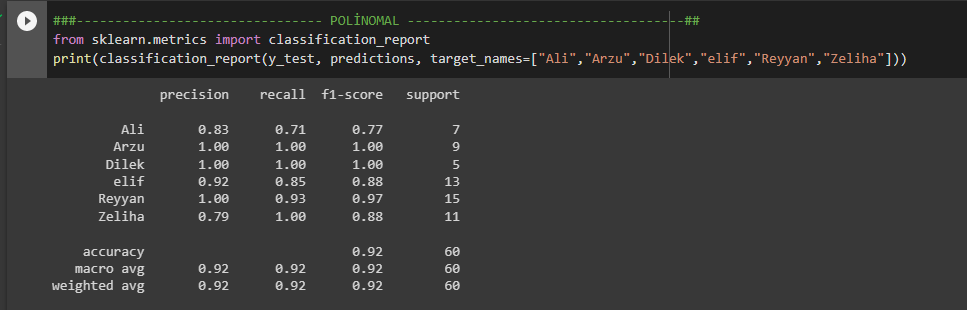 ###------------------------------- POLİNOMAL -----------------------------------##
from sklearn.metrics import classification_report
print(classification_report(y_test, predictions, target_names=["Ali","Arzu","Dilek","elif","Reyyan","Zeliha"]))
precision recall f1-score support
Ali 0.83 0.71 0.77 7
Arzu 1.00 1.00 1.00 9
Dilek 1.00 1.00 1.00 5
elif 0.92 0.85 0.88 13
Reyyan 1.00 0.93 0.97 15
Zeliha 0.79 1.00 0.88 11
accuracy 0.92 60
macro avg 0.92 0.92 0.92 60
weighted avg 0.92 0.92 0.92 60